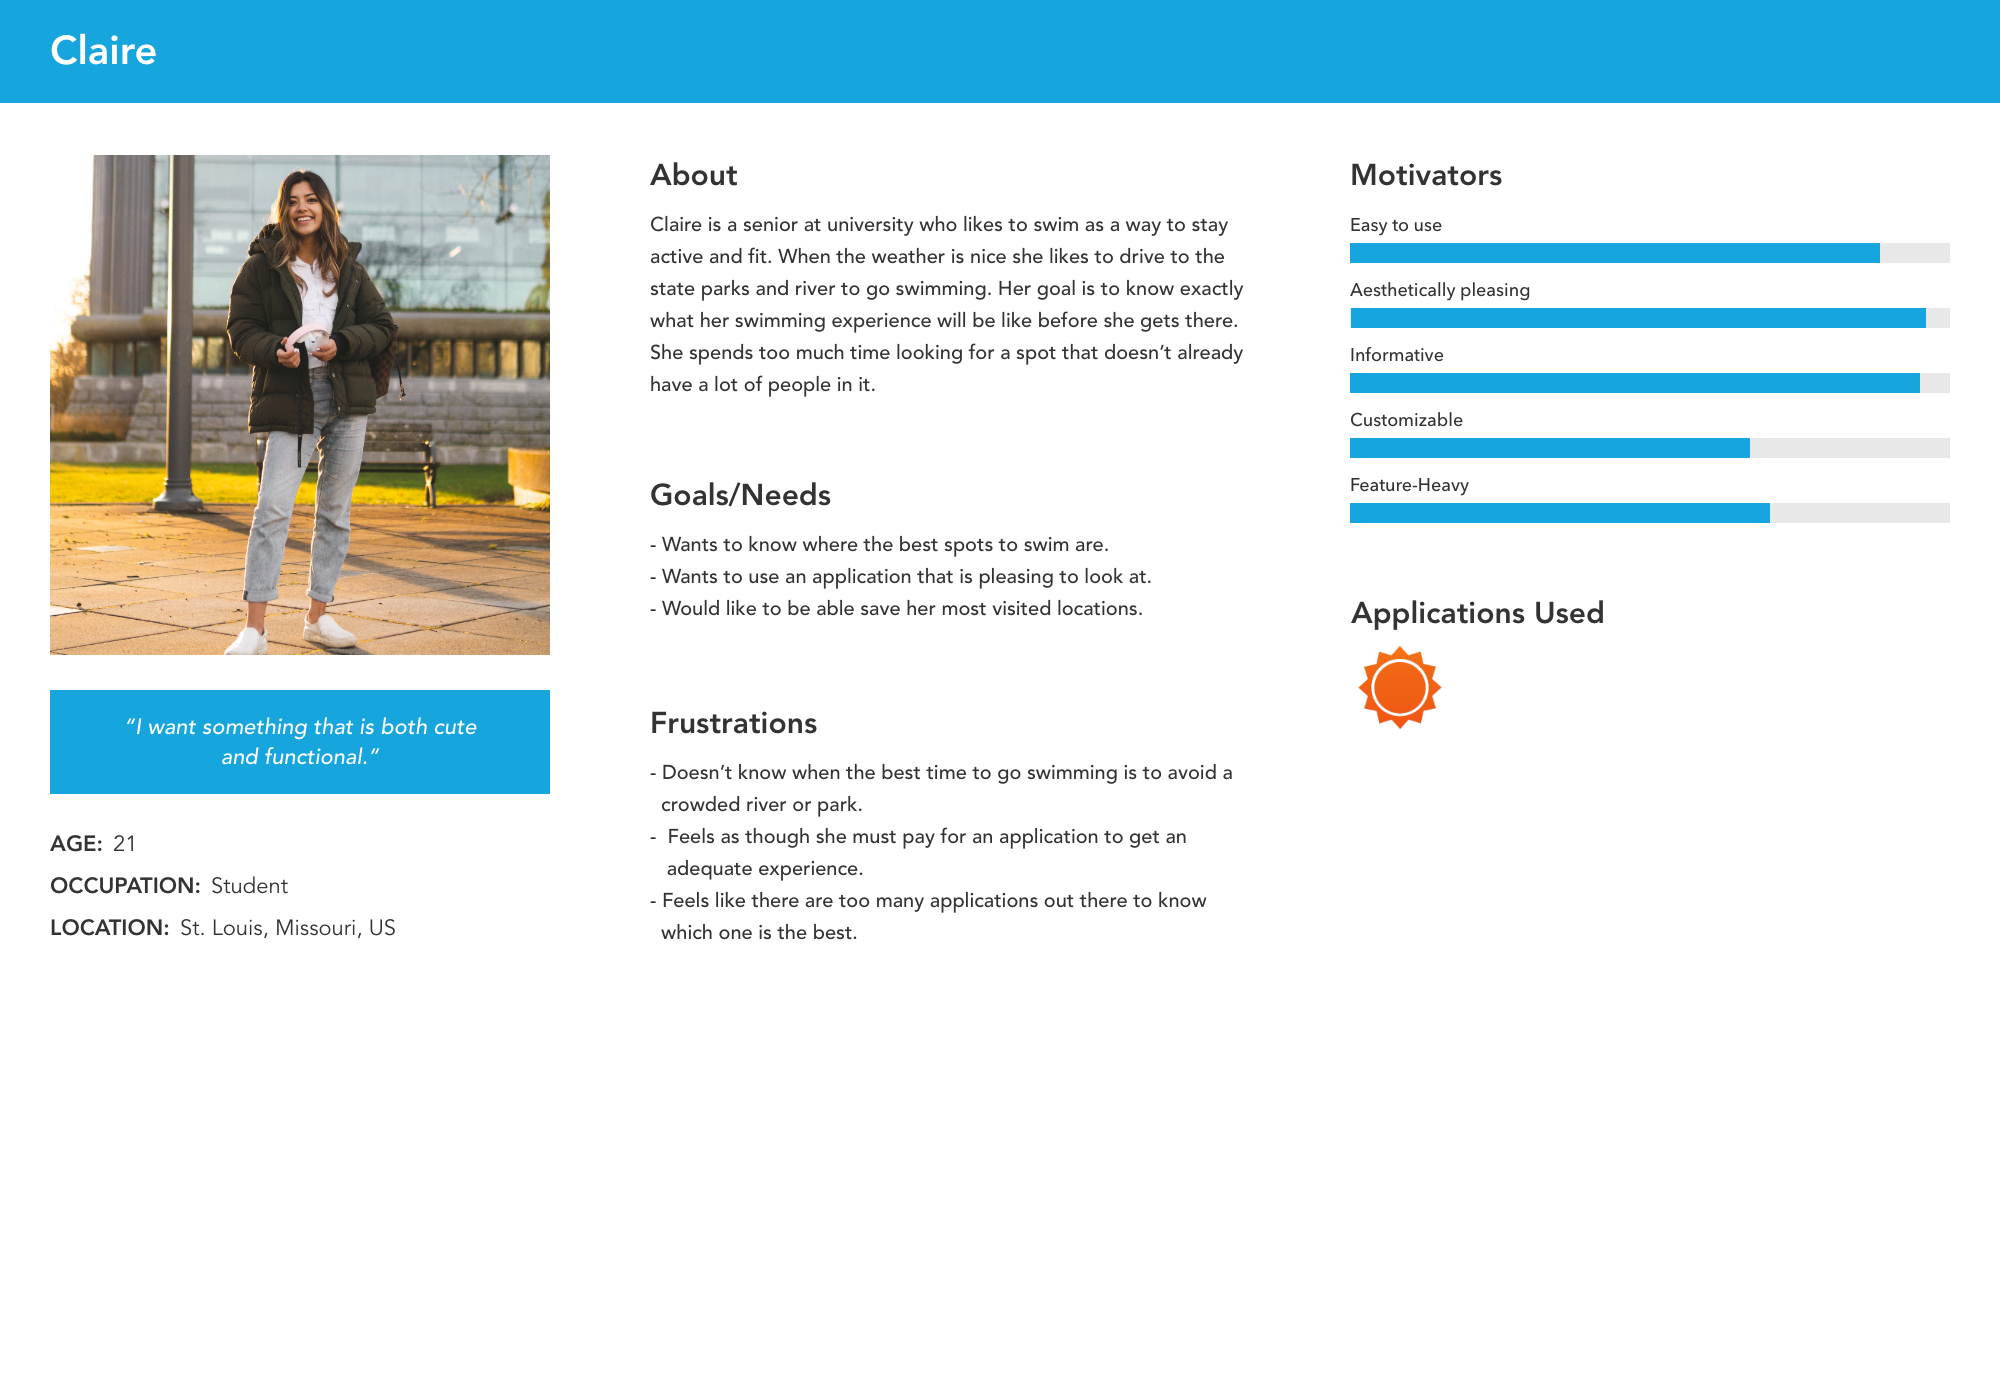 Claire
“I want something that is both cute
and functional.”
AGE: 21
OCCUPATION: Student
LOCATION: St. Louis, Missouri, US
About
Claire is a senior at university who likes to swim as a way to stay
active and fit. When the weather is nice she likes to drive to the
state parks and river to go swimming. Her goal is to know exactly
what her swimming experience will be like before she gets there.
She spends too much time looking for a spot that doesn’t already
have a lot of people in it.
Goals/Needs
- Wants to know where the best spots to swim are.
- Wants to use an application that is pleasing to look at.
- Would like to be able save her most visited locations.
Frustrations
- Doesn’t know when the best time to go swimming is to avoid a
crowded river or park.
- Feels as though she must pay for an application to get an
adequate experience.
- Feels like there are too many applications out there to know
which one is the best.
Motivators
Easy to use
Aesthetically pleasing
Informative
Customizable
Feature-Heavy
Applications Used